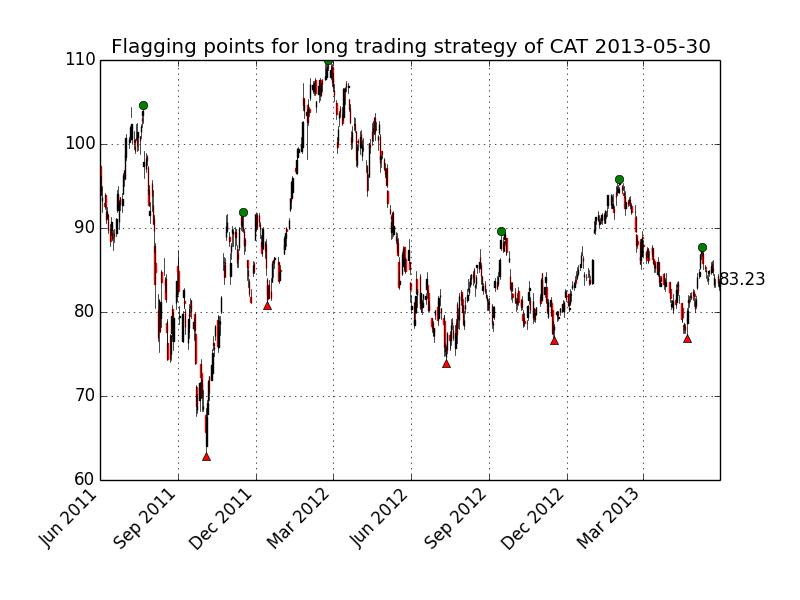 Flagging points for long trading strategy of CAT 2013-05-30
110
100
90
80
70
60
83.23
Jun 2011
Sep 2011
Dec 2011
Mar 2012
Jun 2012
Sep 2012
Dec 2012
Mar 2013